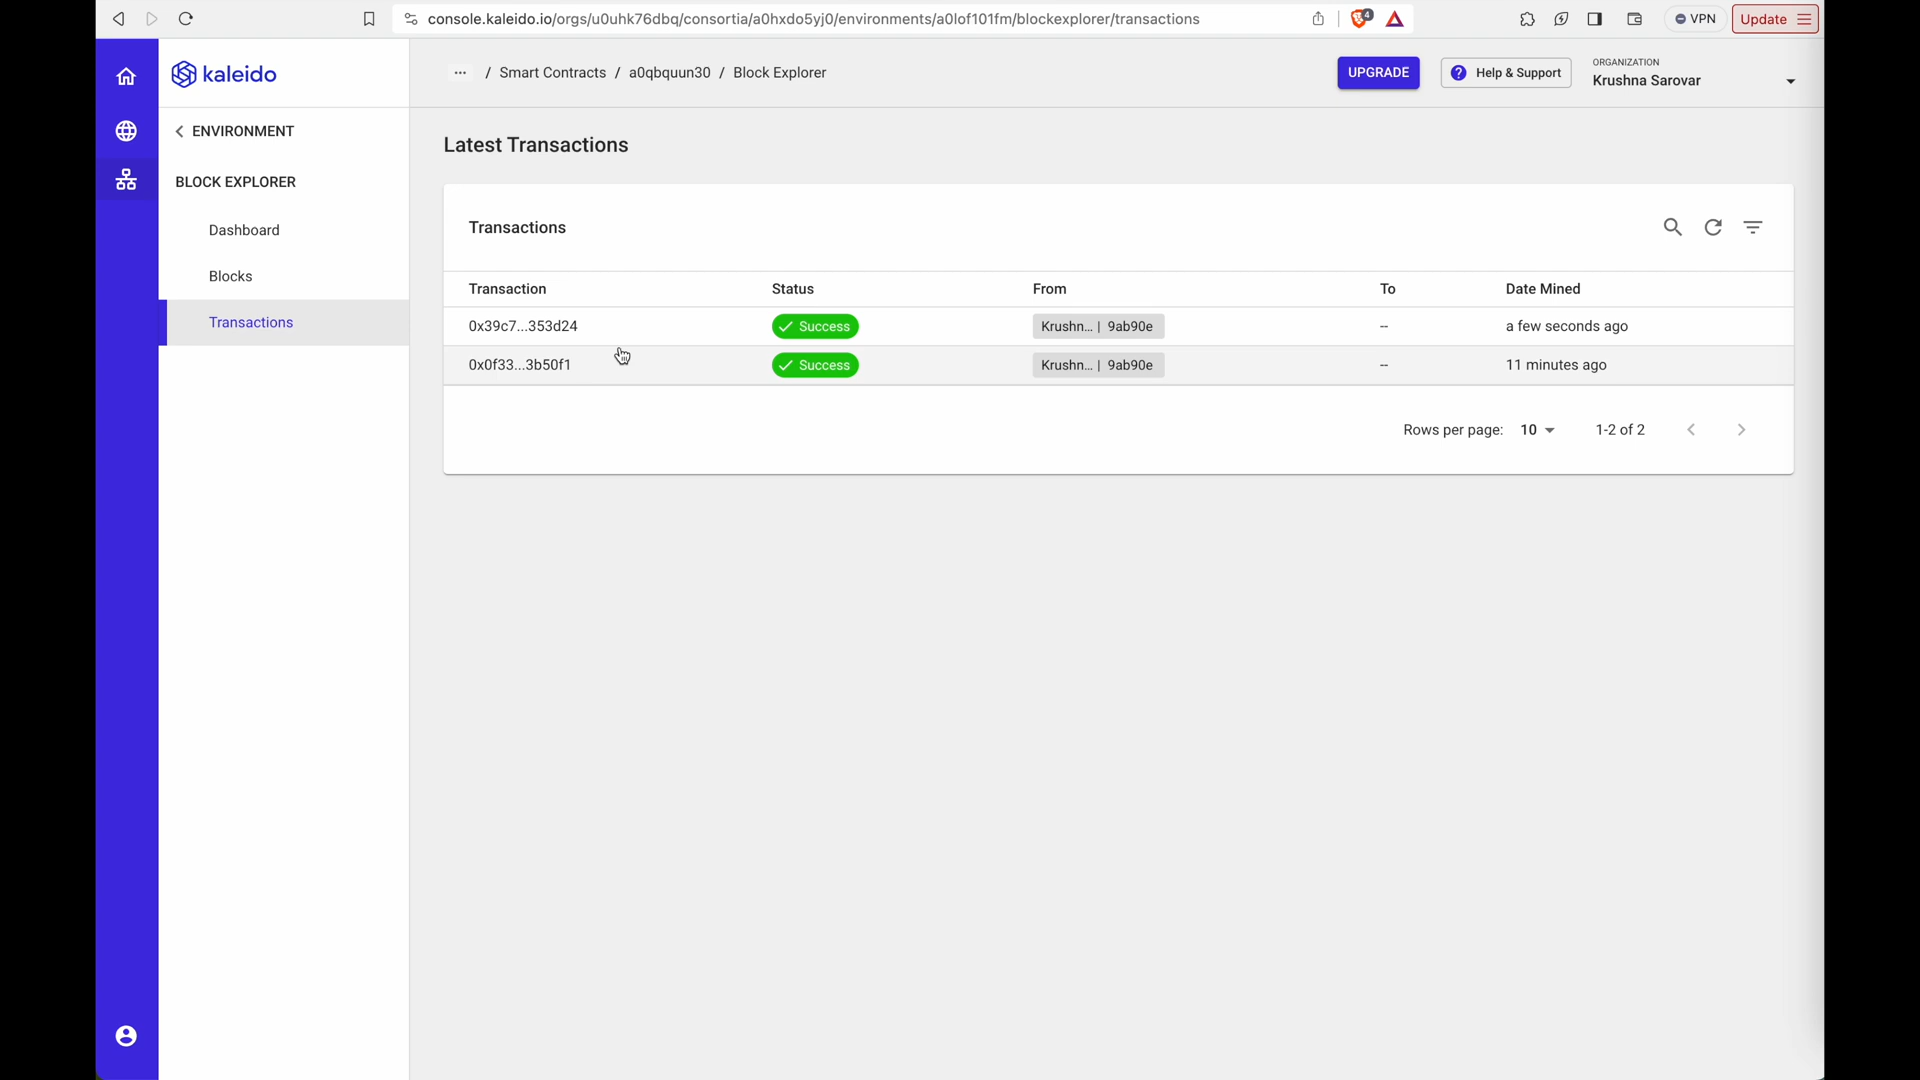 console.kaleido.io/orgs/u0uhk76dbq/consortia/a0hxdo5yj0/environments/a0lof101fm/blockexplorer/transactions
4
VPN
Update
kaleido
... / Smart Contracts / a0qbquun30 / Block Explorer
UPGRADE
? Help & Support
ORGANIZATION
Krushna Sarovar
ENVIRONMENT
BLOCK EXPLORER
Dashboard
Blocks
Transactions
Latest Transactions
Transactions
Transaction Status From To Date Mined
0x39c7...353d24 Success Krushn... | 9ab90e -- a few seconds ago
0x0f33...3b50f1 Success Krushn... | 9ab90e -- 11 minutes ago
Rows per page: 10 1-2 of 2